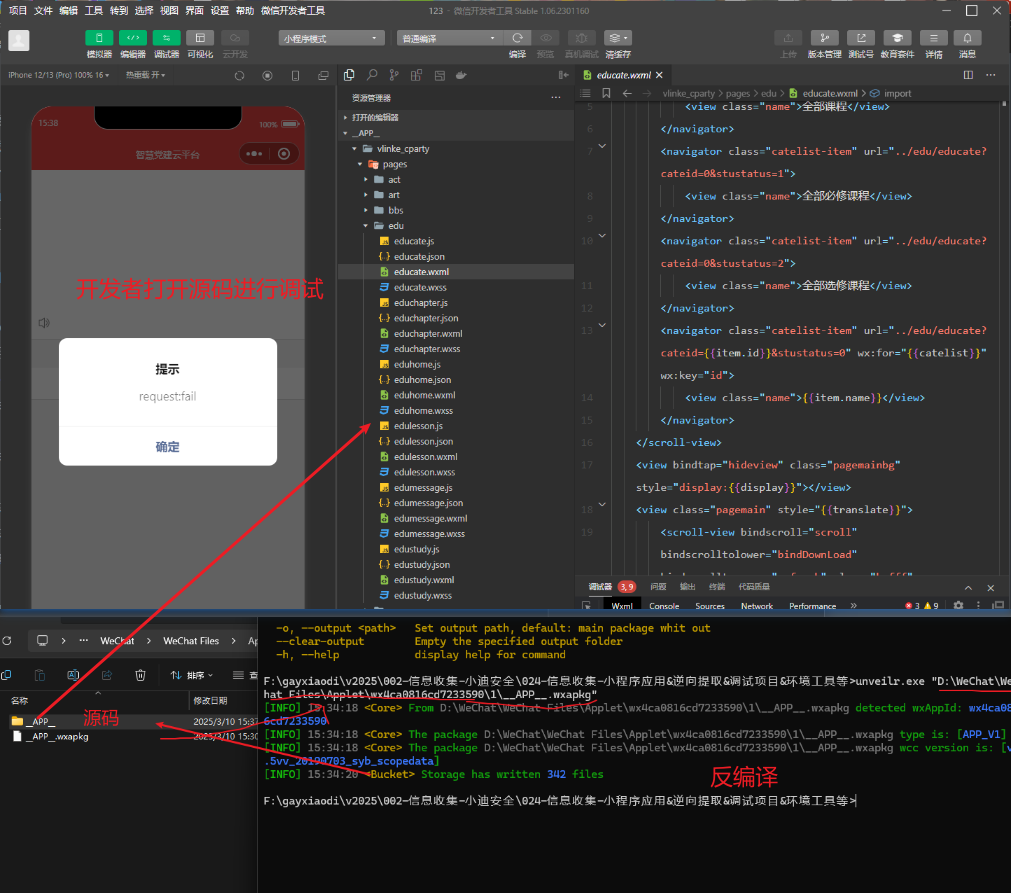 项目 文件 编辑 工具 转到 选择 视图 界面 设置 帮助 微信开发者工具
123 - 微信开发者工具 Stable 1.06.2301160
模拟器 编辑器 调试器 可视化 云开发
小程序模式 普通编译
编译 预览 真机调试 清缓存
上传 版本管理 测试号 教育套件 详情 消息
iPhone 12/13 (Pro) 100% 16
热重载 开
15:38
100%
智慧党建云平台
开发者打开源码进行调试
提示
request:fail
确定
资源管理器
打开的编辑器
__APP__
vlinke_cparty
pages
act
art
bbs
edu
educate.js
educate.json
educate.wxml
educate.wxss
educhapter.js
educhapter.json
educhapter.wxml
educhapter.wxss
eduhome.js
eduhome.json
eduhome.wxml
eduhome.wxss
edulesson.js
edulesson.json
edulesson.wxml
edulesson.wxss
edumessage.js
edumessage.json
edumessage.wxml
edumessage.wxss
edustudy.js
edustudy.json
edustudy.wxml
edustudy.wxss
educate.wxml
vlinke_cparty > pages > edu > educate.wxml > import
5 <view class="name">全部课程</view>
6 </navigator>
7 <navigator class="catelist-item" url="../edu/educate?
cateid=0&stustatus=1">
8 <view class="name">全部必修课程</view>
9 </navigator>
10 <navigator class="catelist-item" url="../edu/educate?
cateid=0&stustatus=2">
11 <view class="name">全部选修课程</view>
12 </navigator>
13 <navigator class="catelist-item" url="../edu/educate?
cateid={{item.id}}&stustatus=0" wx:for="{{catelist}}"
wx:key="id">
14 <view class="name">{{item.name}}</view>
15 </navigator>
16 </scroll-view>
17 <view bindtap="hideview" class="pagemainbg"
style="display:{{display}}"></view>
18 <view class="pagemain" style="{{translate}}">
19 <scroll-view bindscroll="scroll"
bindscrolltolower="bindDownLoad"
调试器 3, 9 问题 输出 终端 代码质量
Wxml Console Sources Network Performance » 3 9
WeChat > WeChat Files >
排序
名称 修改日期
__APP__ 2025/3/10 15:3
__APP__.wxapkg 2025/3/10 15:30
源码
-o, --output <path> Set output path, default: main package whit out
--clear-output Empty the specified output folder
-h, --help display help for command
F:\gayxiaodi\v2025\002-信息收集-小迪安全\024-信息收集-小程序应用&逆向提取&调试项目&环境工具等>unveilr.exe "D:\WeChat\We
hat Files\Applet\wx4ca0816cd7233590\1\__APP__.wxapkg"
[INFO] 15:34:18 <Core> From D:\WeChat\WeChat Files\Applet\wx4ca0816cd7233590\1\__APP__.wxapkg detected wxAppId: wx4ca08
6cd7233590
[INFO] 15:34:18 <Core> The package D:\WeChat\WeChat Files\Applet\wx4ca0816cd7233590\1\__APP__.wxapkg type is: [APP_V1]
[INFO] 15:34:18 <Core> The package D:\WeChat\WeChat Files\Applet\wx4ca0816cd7233590\1\__APP__.wxapkg wcc version is: [v
.5vv_20190703_syb_scopedata]
[INFO] 15:34:20 <Bucket> Storage has written 342 files
反编译
F:\gayxiaodi\v2025\002-信息收集-小迪安全\024-信息收集-小程序应用&逆向提取&调试项目&环境工具等>